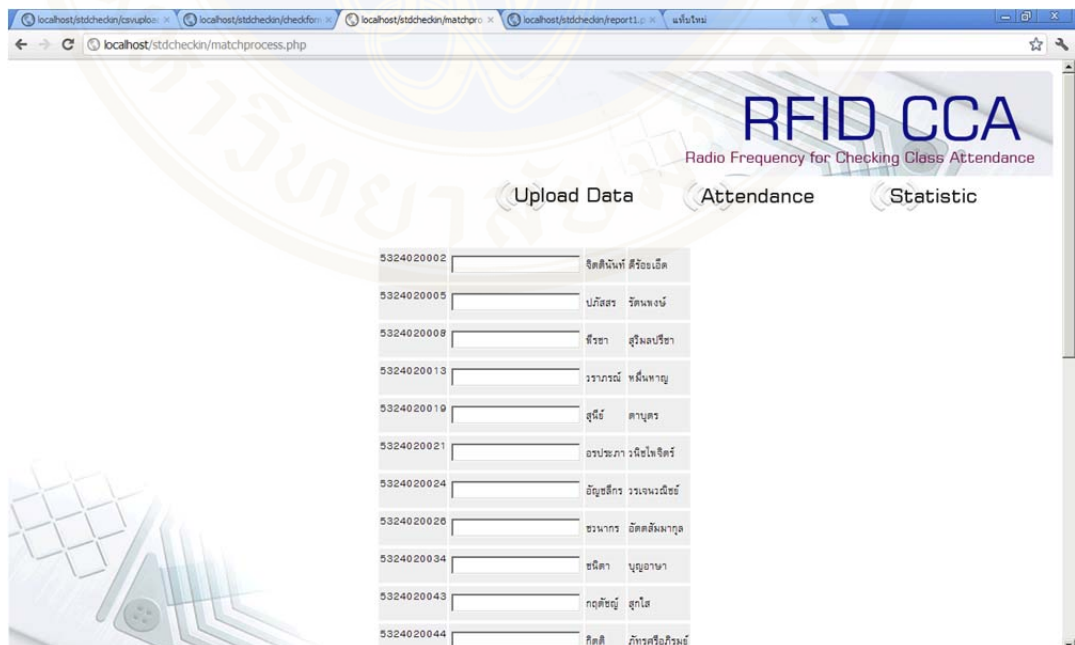 localhost/stdcheckin/csvuploa
localhost/stdcheckin/checkforn
localhost/stdcheckin/matchpro
localhost/stdcheckin/report1.p
แท็บใหม่
localhost/stdcheckin/matchprocess.php
RFID CCA
Radio Frequency for Checking Class Attendance
Upload Data Attendance Statistic
5324020002 จิตตินันท์ ดีร้อยเอ็ด
5324020005 ปภัสสร รัตนพงษ์
5324020008 พีรชา สุวิมลปรีชา
5324020013 วราภรณ์ หมื่นหาญ
5324020019 สุนีย์ ตาบุตร
5324020021 อรประภา วนิชไพจิตร์
5324020024 อัญชลีกร วรเจนวณิชย์
5324020026 ชวนากร อัตตสัมมากุล
5324020034 ชนิตา บุญอาษา
5324020043 กฤตัชญ์ สุกใส
5324020044 กิตติ ภัทรศรีอภิรมย์